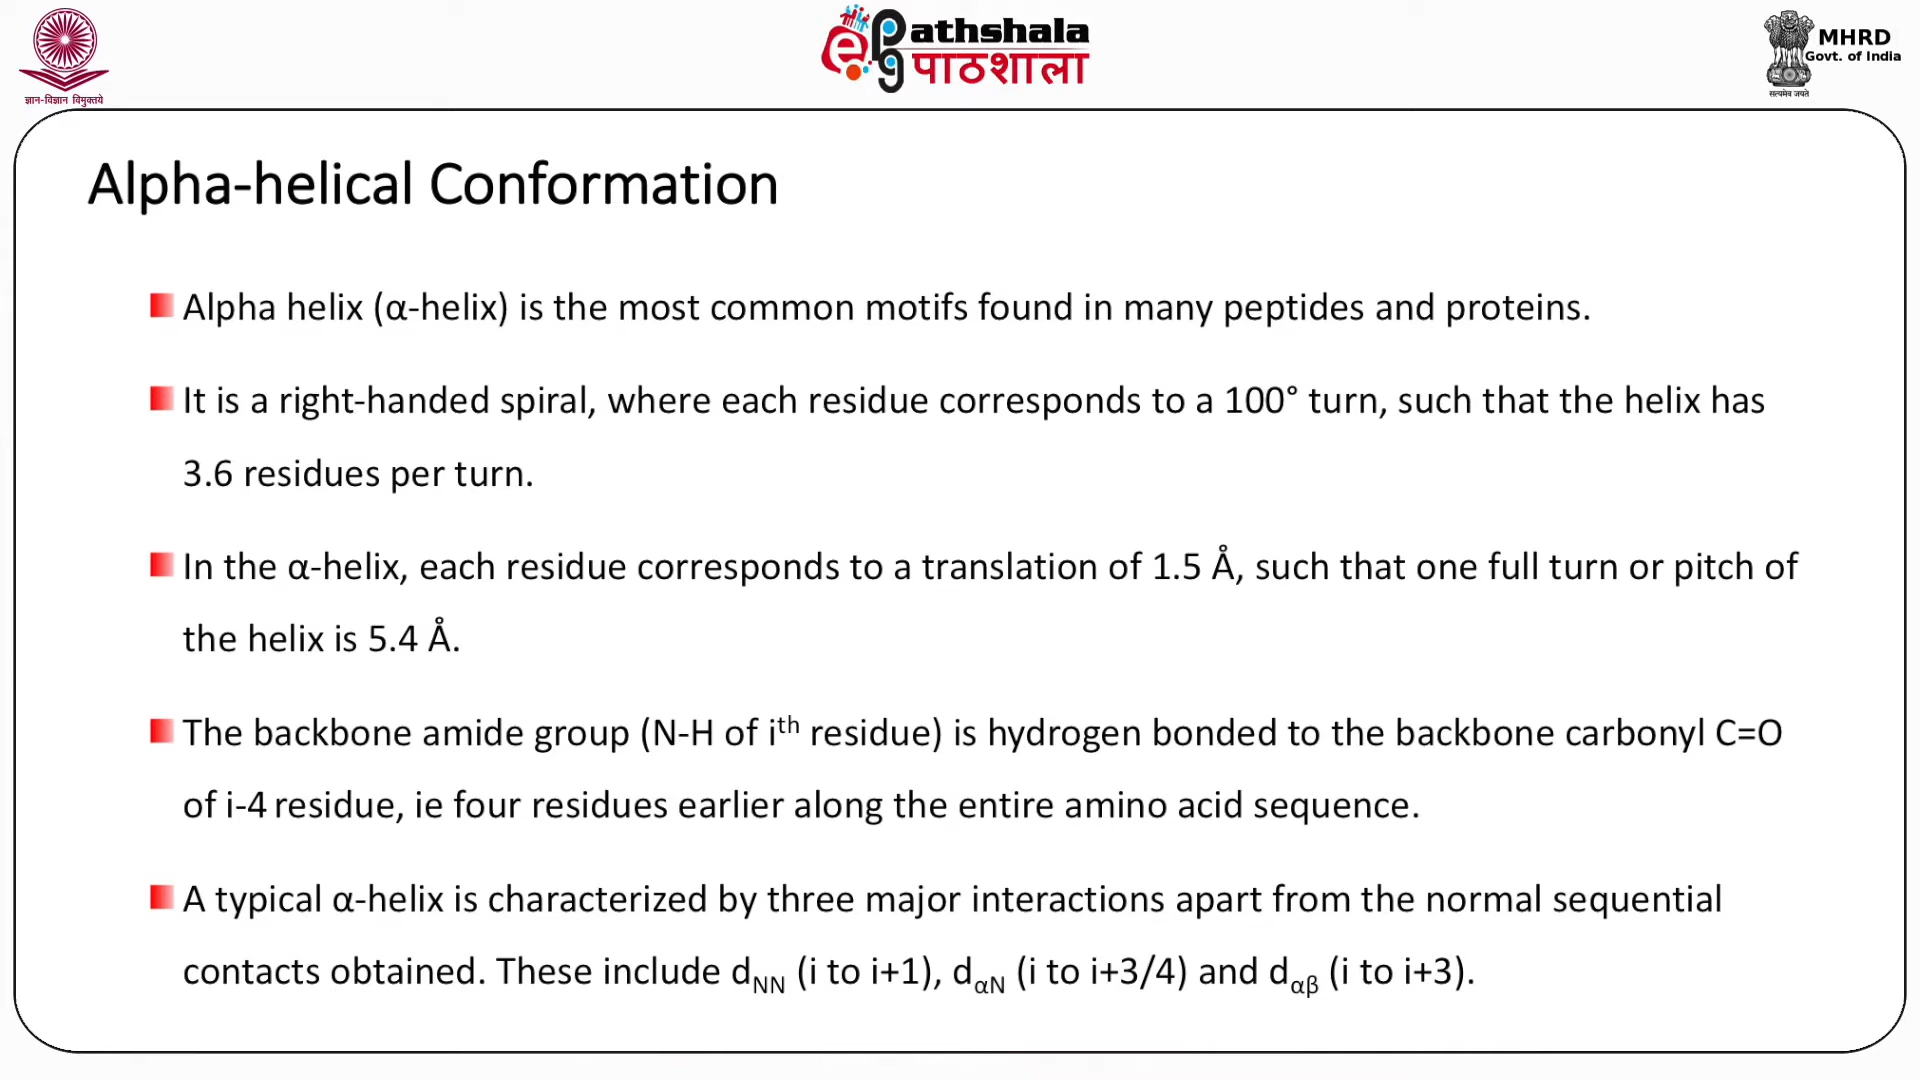 ज्ञान-विज्ञान विमुक्तये
e Pg athshala
पाठशाला
MHRD
Govt. of India
सत्यमेव जयते
Alpha-helical Conformation
Alpha helix (α-helix) is the most common motifs found in many peptides and proteins.
It is a right-handed spiral, where each residue corresponds to a 100° turn, such that the helix has
3.6 residues per turn.
In the α-helix, each residue corresponds to a translation of 1.5 Å, such that one full turn or pitch of
the helix is 5.4 Å.
The backbone amide group (N-H of iᵗʰ residue) is hydrogen bonded to the backbone carbonyl C=O
of i-4 residue, ie four residues earlier along the entire amino acid sequence.
A typical α-helix is characterized by three major interactions apart from the normal sequential
contacts obtained. These include dNN (i to i+1), dαN (i to i+3/4) and dαβ (i to i+3).